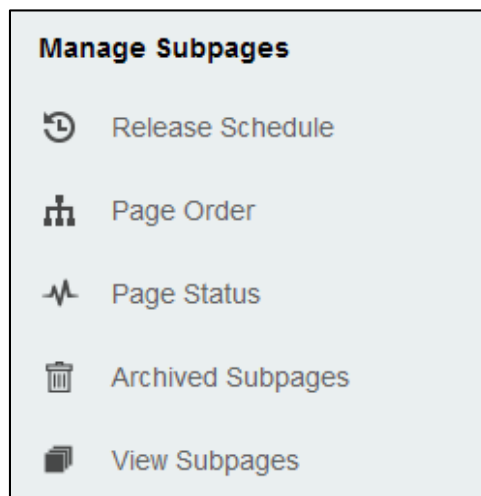 Manage Subpages
Release Schedule
Page Order
Page Status
Archived Subpages
View Subpages